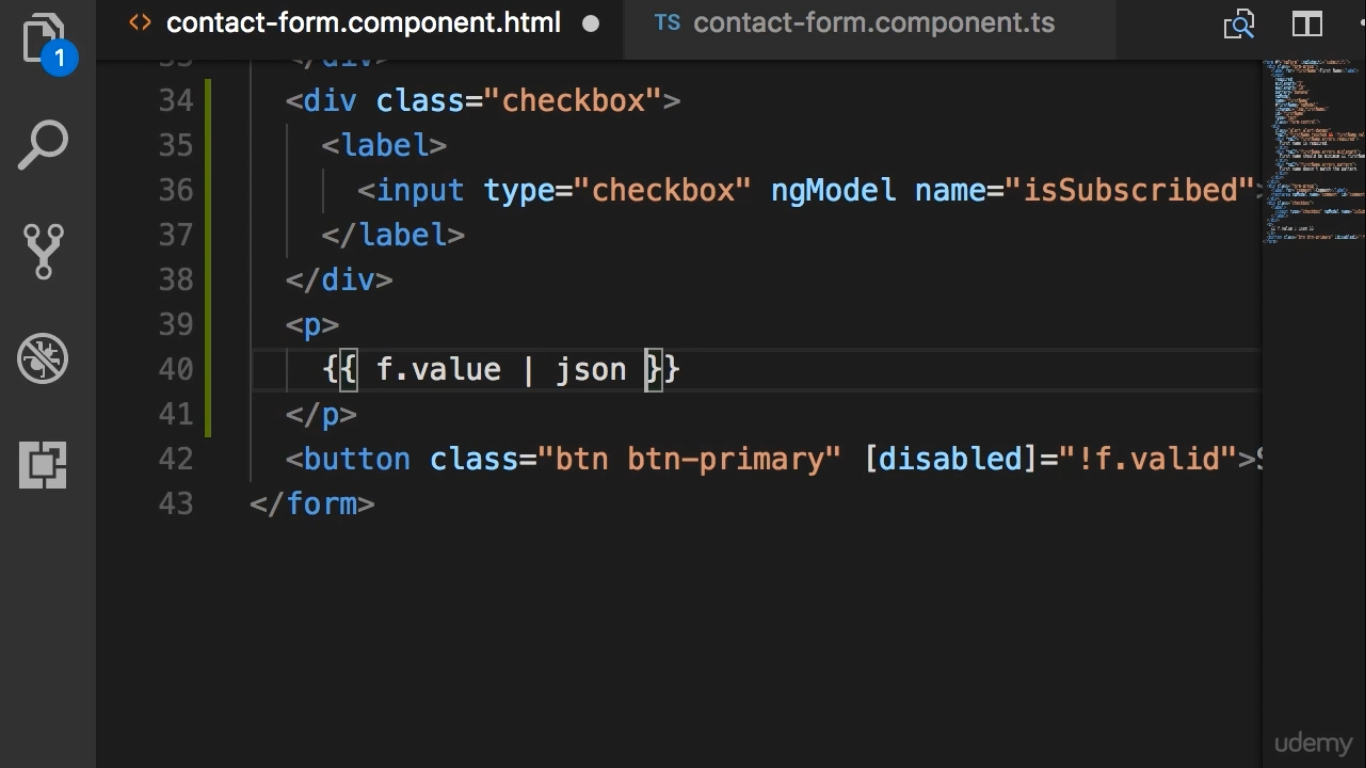 contact-form.component.html
TS contact-form.component.ts
1
34 <div class="checkbox">
35 <label>
36 <input type="checkbox" ngModel name="isSubscribed"
37 </label>
38 </div>
39 <p>
40 {{ f.value | json }}
41 </p>
42 <button class="btn btn-primary" [disabled]="!f.valid">
43 </form>
udemy